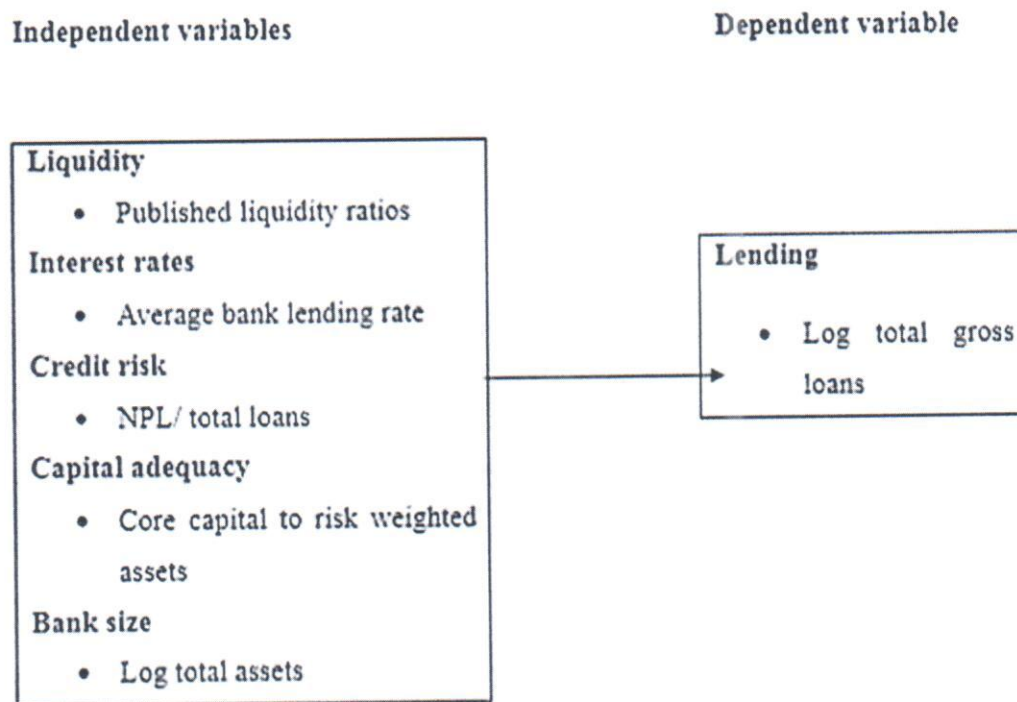 Independent variables
Dependent variable
Liquidity
• Published liquidity ratios
Interest rates
• Average bank lending rate
Credit risk
• NPL/ total loans
Capital adequacy
• Core capital to risk weighted
assets
Bank size
• Log total assets
Lending
• Log total gross
loans